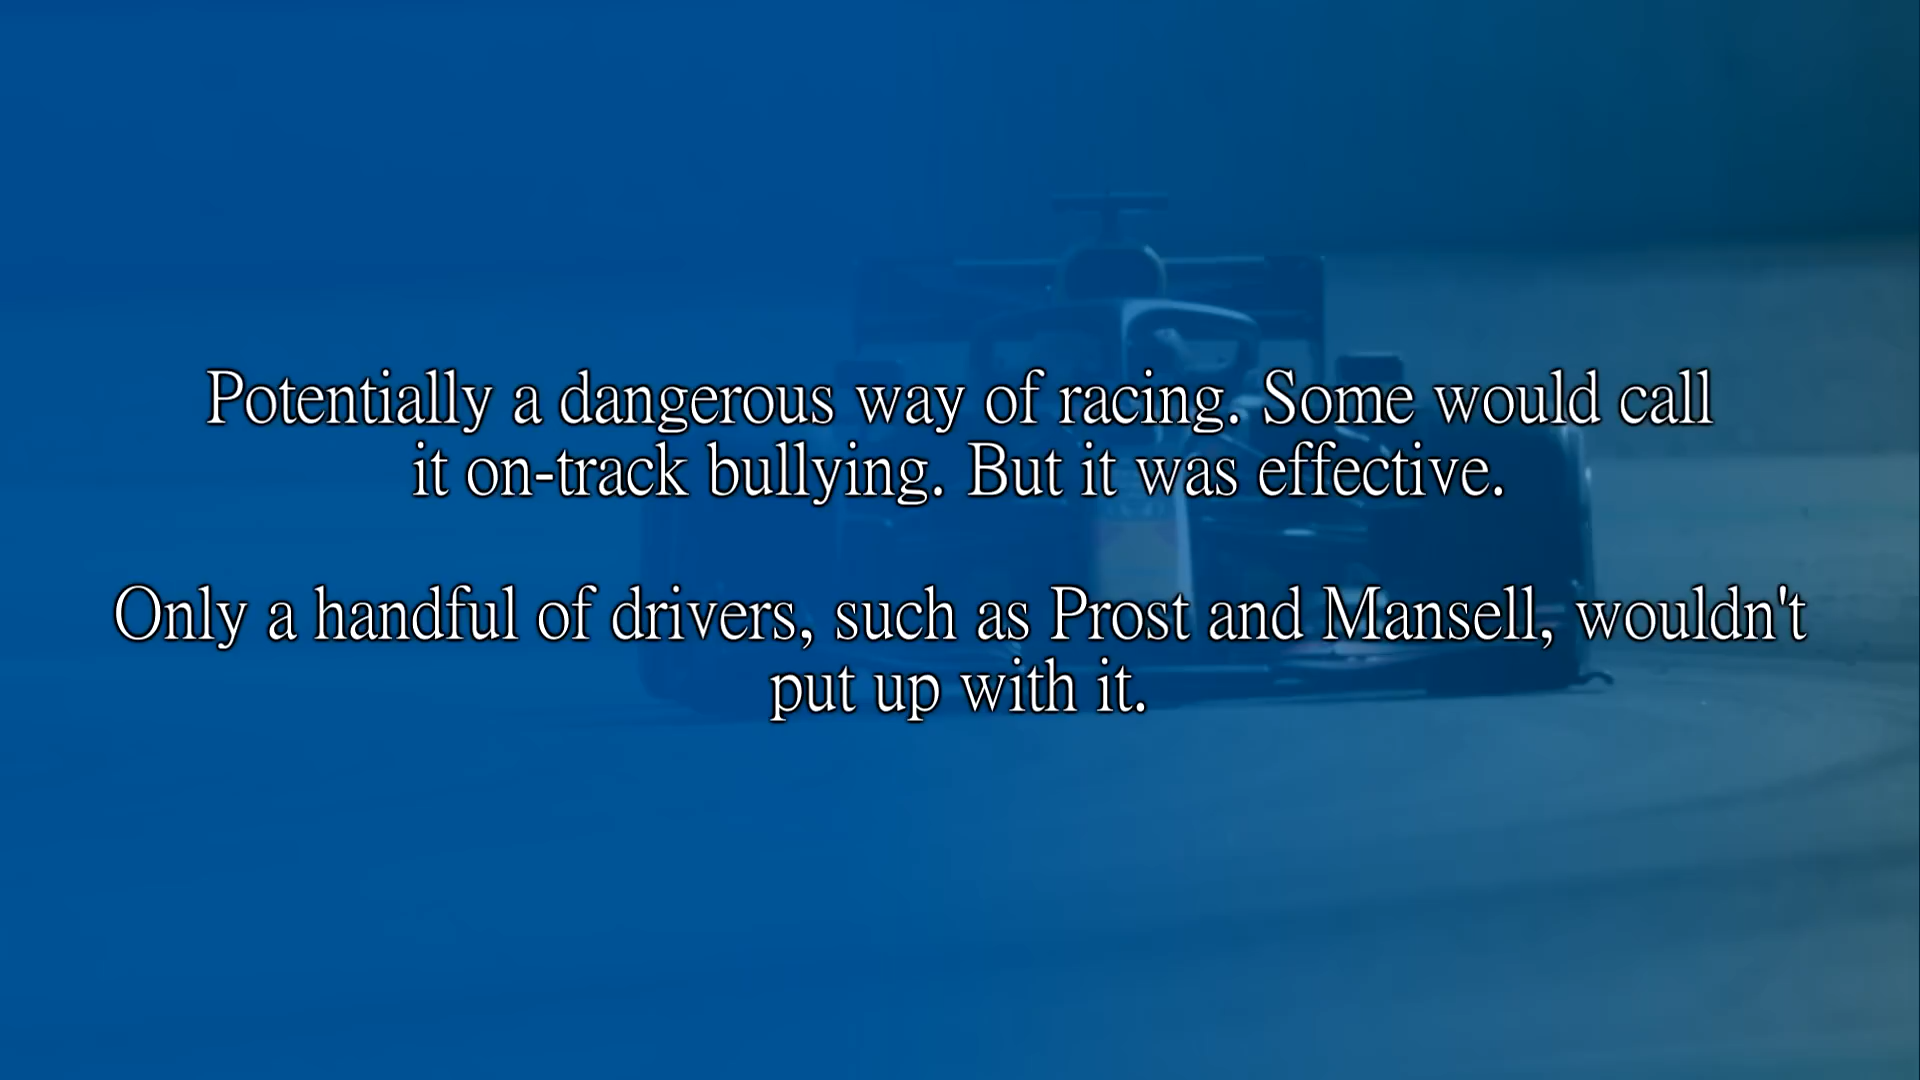 Potentially a dangerous way of racing. Some would call
it on-track bullying. But it was effective.
Only a handful of drivers, such as Prost and Mansell, wouldn't
put up with it.